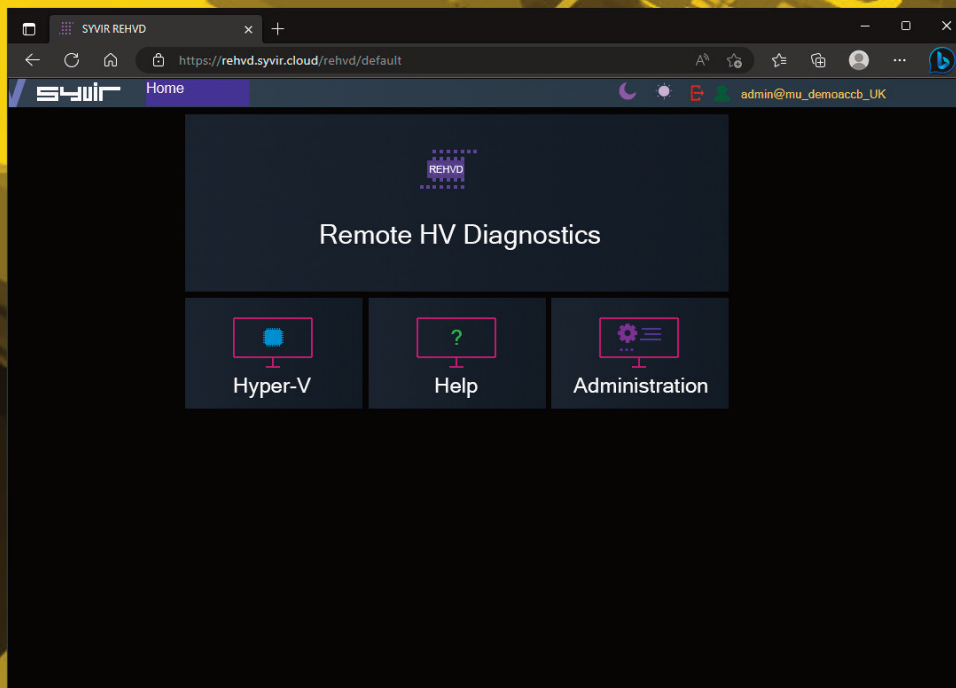 SYVIR REHVD
https://rehvd.syvir.cloud/rehvd/default
syvir
Home
admin@mu_demoaccb_UK
REHVD
Remote HV Diagnostics
?
Hyper-V
Help
Administration